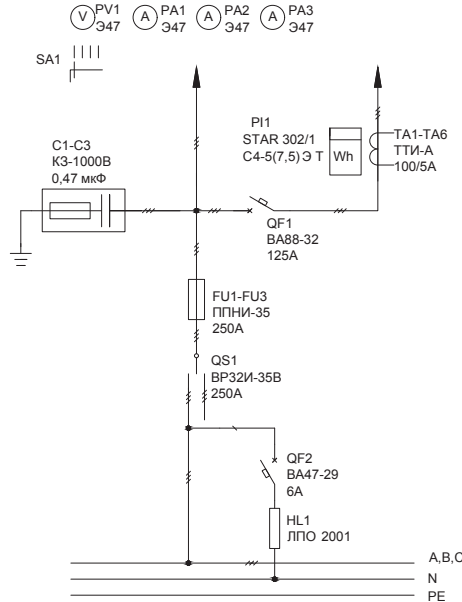 V PV1 A PA1 A PA2 A PA3
Э47 Э47 Э47 Э47
SA1
C1-C3
КЗ-1000В
0,47 мкФ
PI1
STAR 302/1
C4-5(7,5) Э Т
Wh
TA1-TA6
ТТИ-А
100/5А
QF1
ВА88-32
125А
FU1-FU3
ППНИ-35
250А
QS1
ВР32И-35В
250А
QF2
ВА47-29
6А
HL1
ЛПО 2001
A,B,C
N
PE